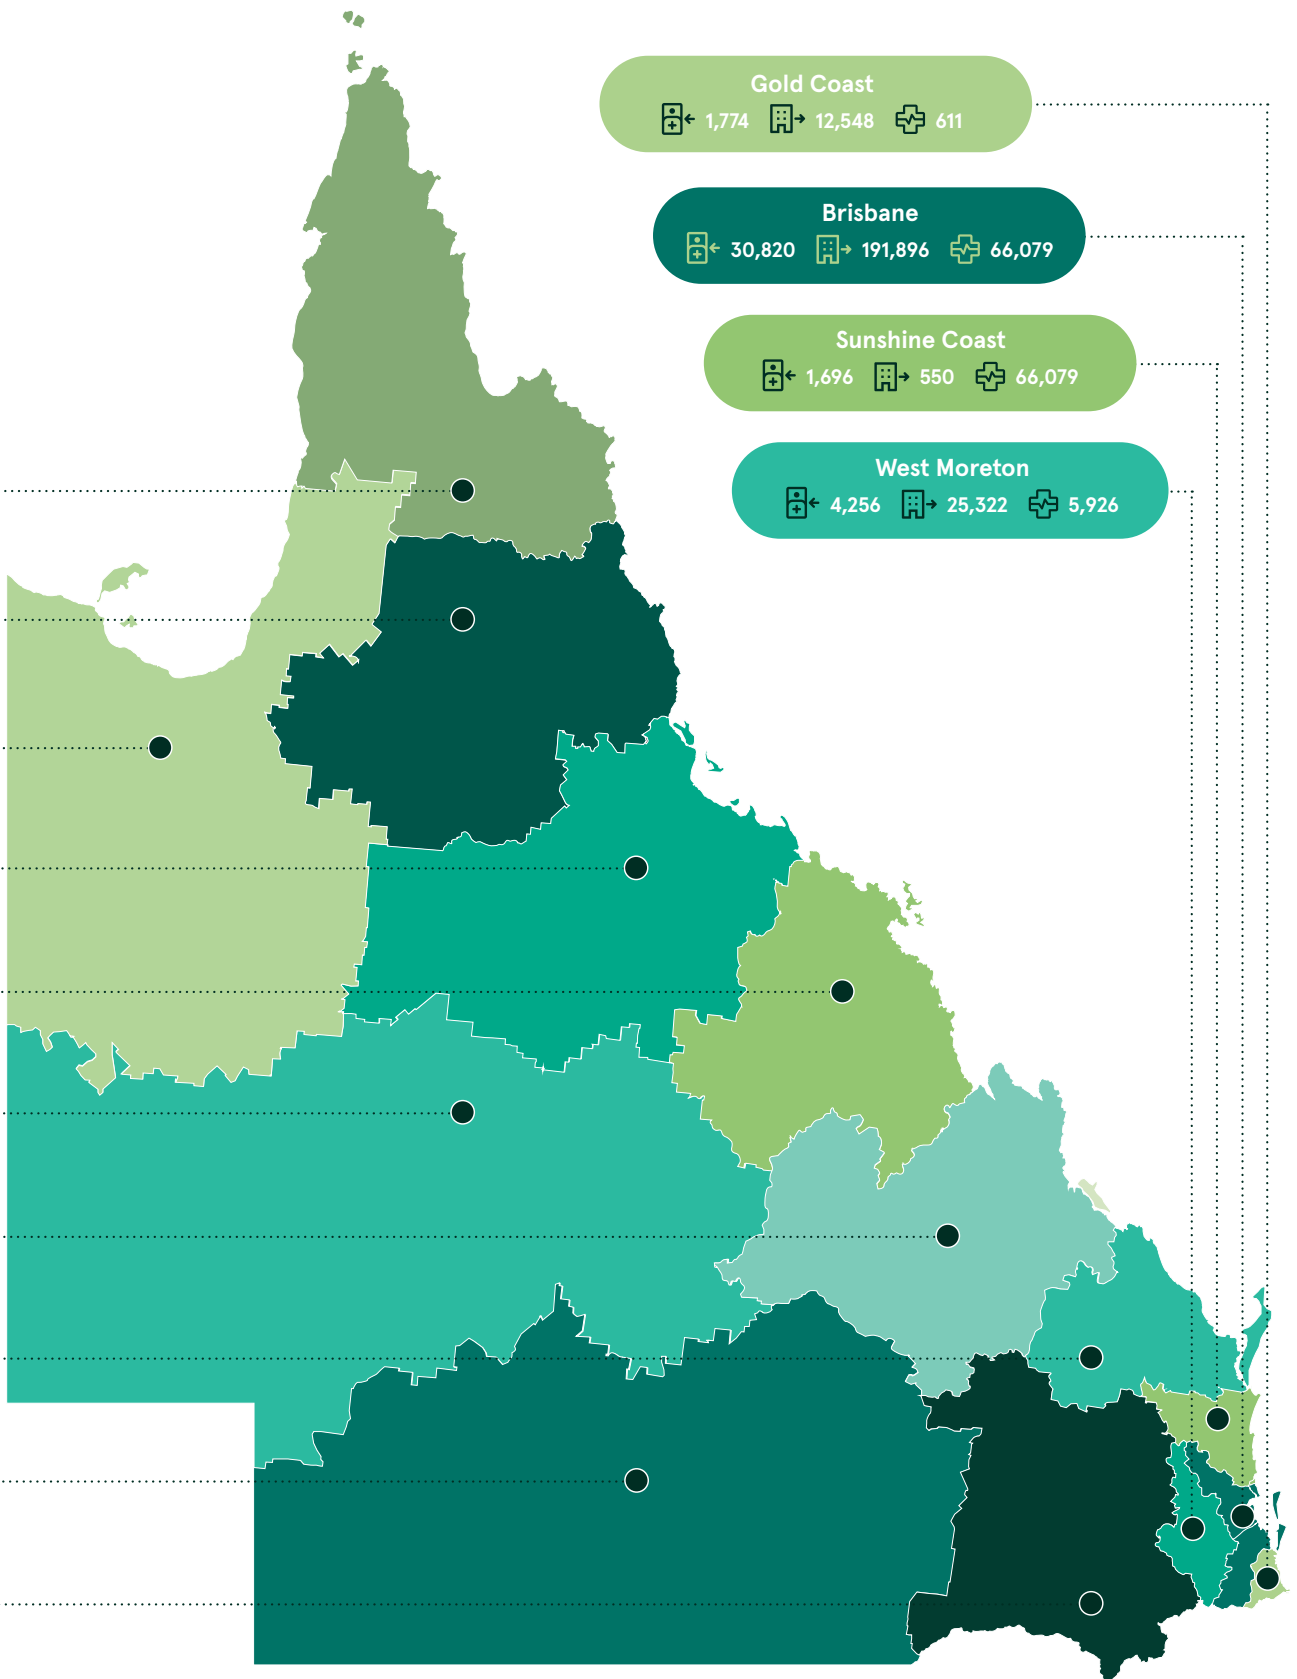 Gold Coast
1,774 12,548 611
Brisbane
30,820 191,896 66,079
Sunshine Coast
1,696 550 66,079
West Moreton
4,256 25,322 5,926